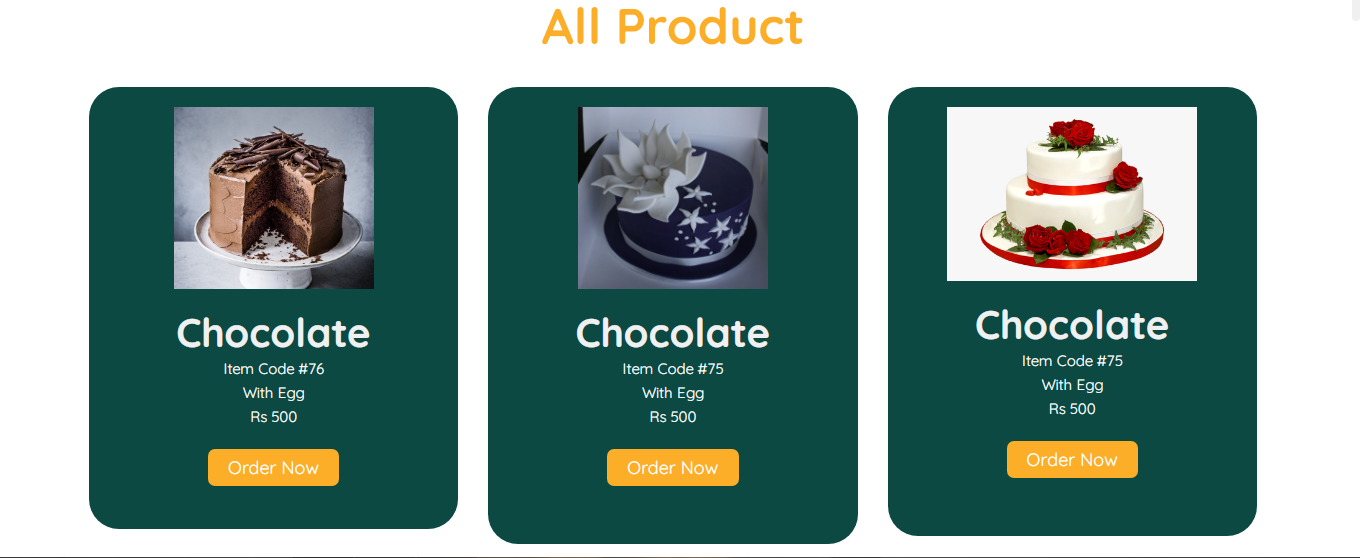 All Product
Chocolate
Item Code #76
With Egg
Rs 500
Order Now
Chocolate
Item Code #75
With Egg
Rs 500
Order Now
Chocolate
Item Code #75
With Egg
Rs 500
Order Now